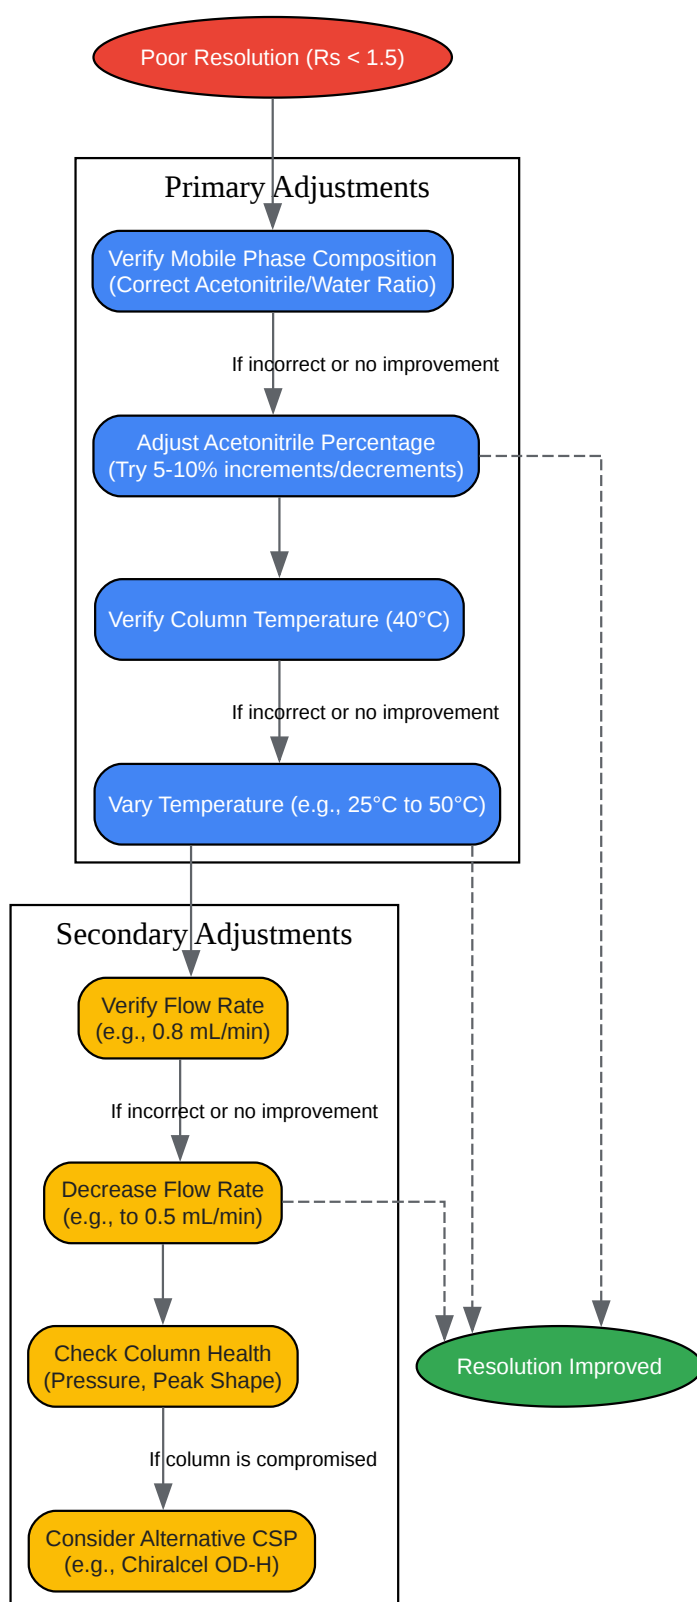 Poor Resolution (Rs < 1.5)
Primary Adjustments
Verify Mobile Phase Composition
(Correct Acetonitrile/Water Ratio)
If incorrect or no improvement
Adjust Acetonitrile Percentage
(Try 5-10% increments/decrements)
Verify Column Temperature (40°C)
If incorrect or no improvement
Vary Temperature (e.g., 25°C to 50°C)
Secondary Adjustments
Verify Flow Rate
(e.g., 0.8 mL/min)
If incorrect or no improvement
Decrease Flow Rate
(e.g., to 0.5 mL/min)
Check Column Health
(Pressure, Peak Shape)
Resolution Improved
If column is compromised
Consider Alternative CSP
(e.g., Chiralcel OD-H)